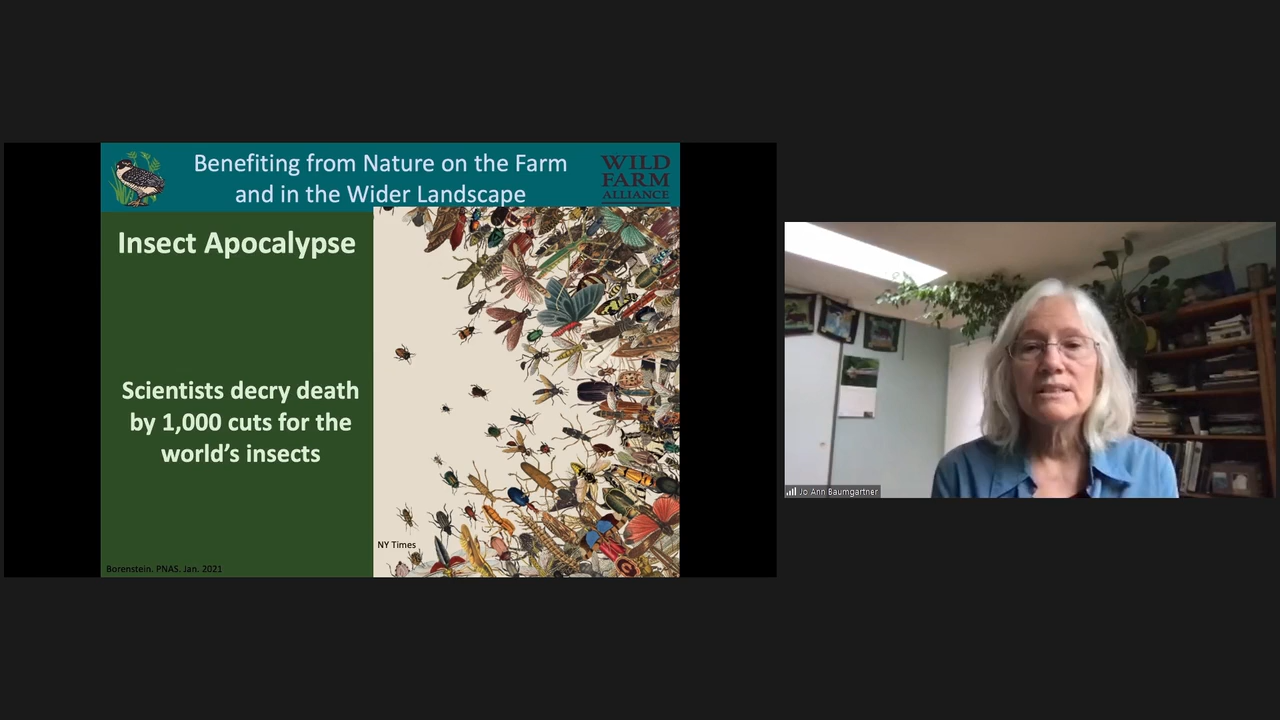 Benefiting from Nature on the Farm
and in the Wider Landscape
WILD
FARM
ALLIANCE
Insect Apocalypse
Scientists decry death
by 1,000 cuts for the
world's insects
NY Times
Borenstein. PNAS. Jan. 2021
Jo Ann Baumgartner